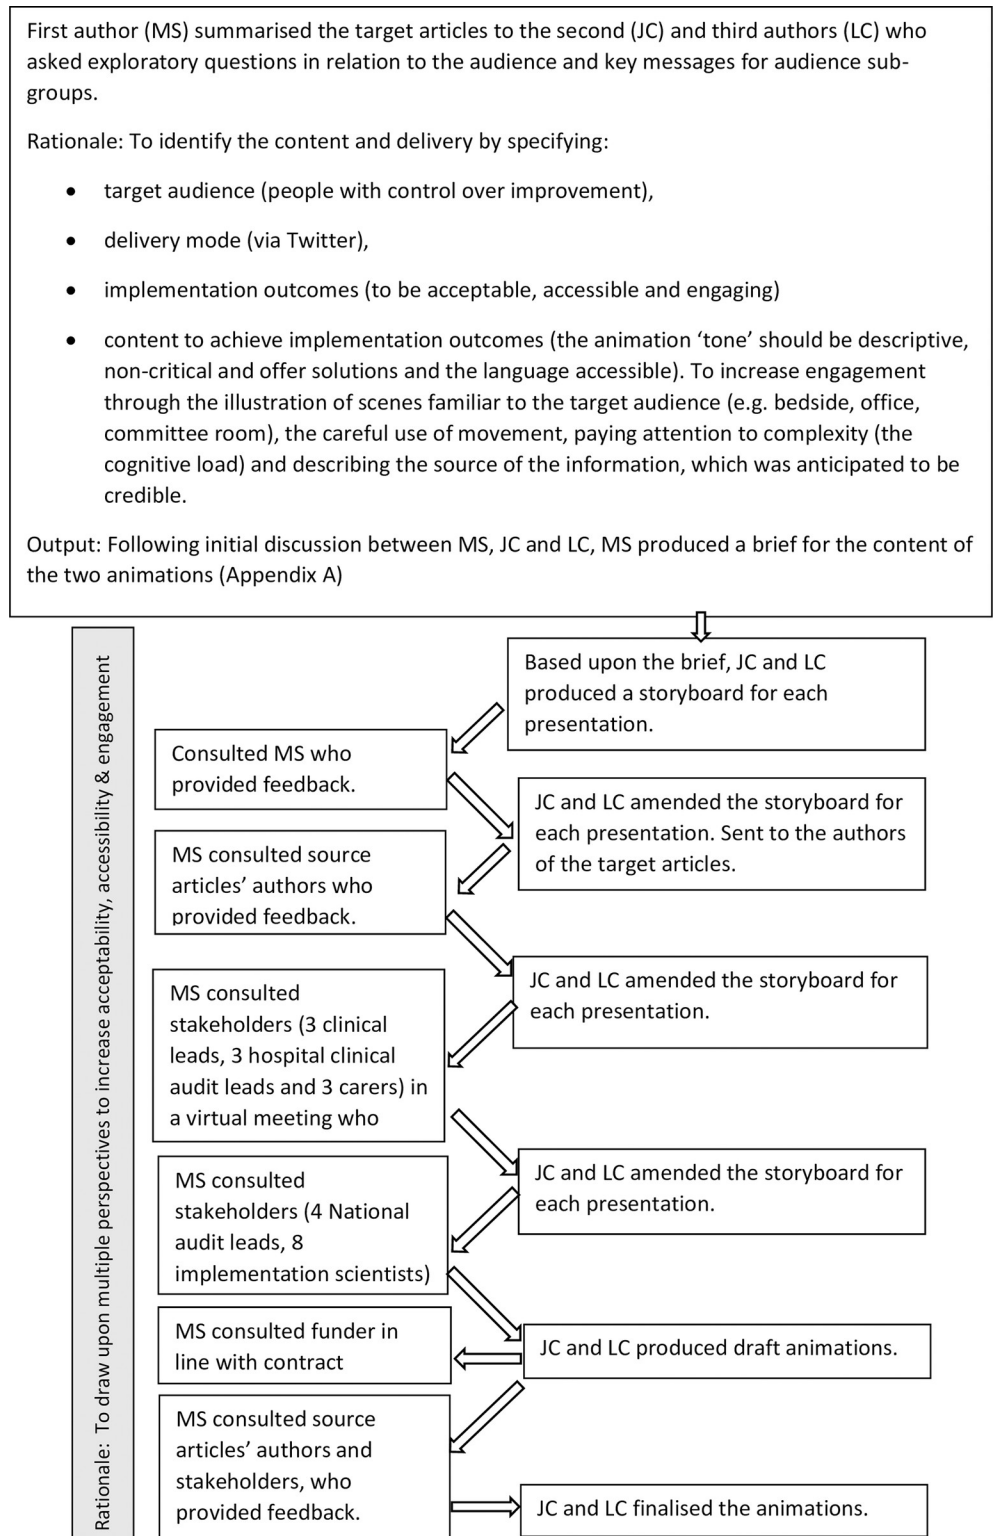 First author (MS) summarised the target articles to the second (JC) and third authors (LC) who
asked exploratory questions in relation to the audience and key messages for audience sub-
groups.
Rationale: To identify the content and delivery by specifying:
• target audience (people with control over improvement),
• delivery mode (via Twitter),
• implementation outcomes (to be acceptable, accessible and engaging)
• content to achieve implementation outcomes (the animation ‘tone’ should be descriptive,
non-critical and offer solutions and the language accessible). To increase engagement
through the illustration of scenes familiar to the target audience (e.g. bedside, office,
committee room), the careful use of movement, paying attention to complexity (the
cognitive load) and describing the source of the information, which was anticipated to be
credible.
Output: Following initial discussion between MS, JC and LC, MS produced a brief for the content of
the two animations (Appendix A)
Rationale: To draw upon multiple perspectives to increase acceptability, accessibility & engagement
Based upon the brief, JC and LC
produced a storyboard for each
presentation.
Consulted MS who
provided feedback.
JC and LC amended the storyboard for
each presentation. Sent to the authors
of the target articles.
MS consulted source
articles’ authors who
provided feedback.
JC and LC amended the storyboard for
each presentation.
MS consulted
stakeholders (3 clinical
leads, 3 hospital clinical
audit leads and 3 carers) in
a virtual meeting who
JC and LC amended the storyboard for
each presentation.
MS consulted
stakeholders (4 National
audit leads, 8
implementation scientists)
JC and LC produced draft animations.
MS consulted funder in
line with contract
MS consulted source
articles’ authors and
stakeholders, who
provided feedback.
JC and LC finalised the animations.